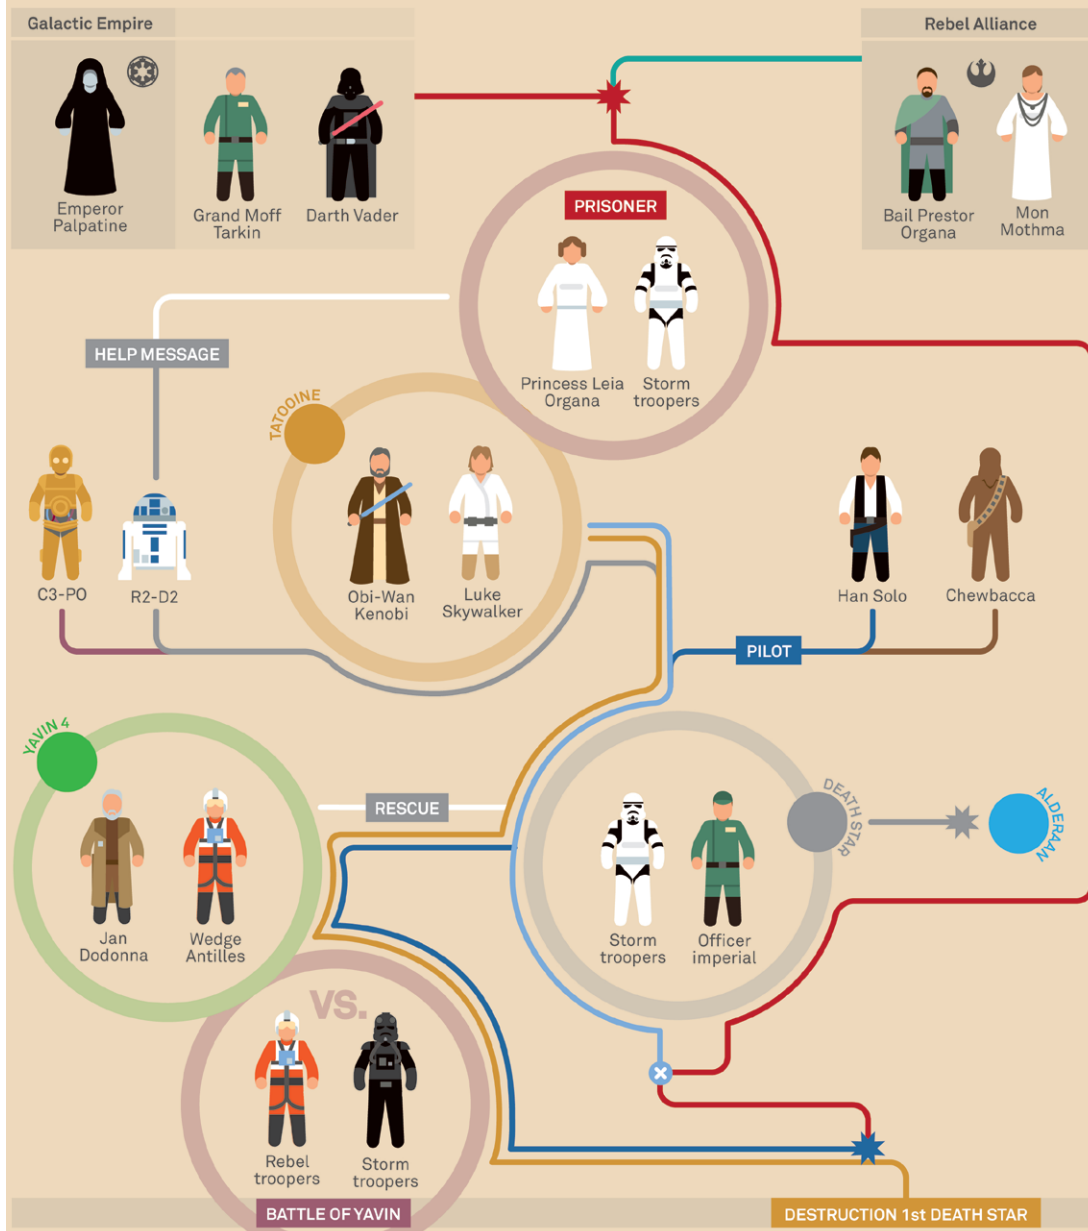 Galactic Empire
Rebel Alliance
Emperor
Palpatine
Grand Moff
Tarkin
Darth Vader
Bail Prestor
Organa
Mon
Mothma
PRISONER
Princess Leia
Organa
Storm
troopers
HELP MESSAGE
TATOOINE
C3-PO
R2-D2
Obi-Wan
Kenobi
Luke
Skywalker
Han Solo
Chewbacca
PILOT
YAVIN 4
Jan
Dodonna
Wedge
Antilles
RESCUE
Storm
troopers
Officer
imperial
DEATH STAR
ALDERAAN
VS.
Rebel
troopers
Storm
troopers
BATTLE OF YAVIN
DESTRUCTION 1st DEATH STAR